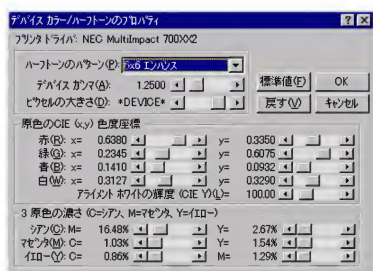 デバイス カラー/ハーフトーンのプロパティ
プリンタ ドライバ: NEC MultiImpact 700XX2
ハーフトーンのパターン(P): 6x6 エンハンス
デバイス ガンマ(A): 1.2500 標準値(F) OK
ピクセルの大きさ(D): *DEVICE* 戻す(V) キャンセル
原色のCIE (x,y) 色度座標
赤(R): x= 0.6380 y= 0.3350
緑(G): x= 0.2345 y= 0.6075
青(B): x= 0.1410 y= 0.0932
白(W): x= 0.3127 y= 0.3290
アライメント ホワイトの輝度 (CIE Y)(L)= 100.00
3 原色の濃さ (C=シアン、M=マゼンタ、Y=イエロー)
シアン(C): M= 16.48% Y= 2.67%
マゼンタ(M): C= 1.03% Y= 1.54%
イエロー(Y): C= 0.86% M= 1.29%